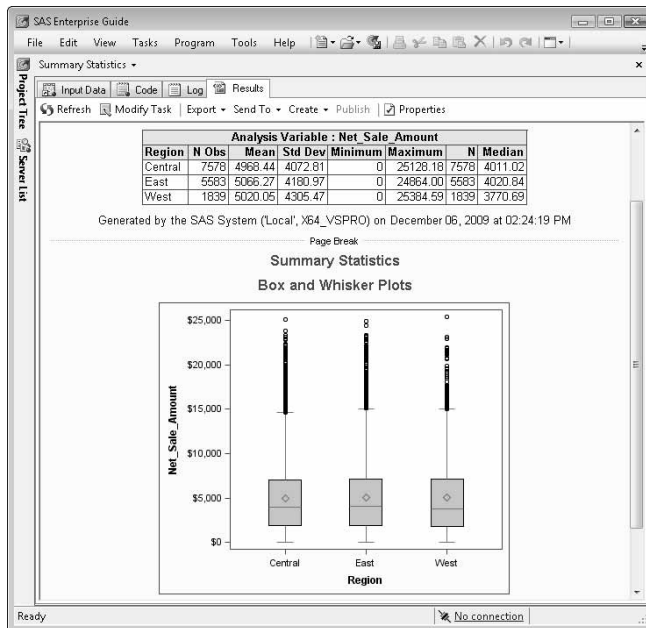 SAS Enterprise Guide
File Edit View Tasks Program Tools Help
Summary Statistics
Input Data Code Log Results
Refresh Modify Task Export Send To Create Publish Properties
Project Tree
Server List
Analysis Variable : Net_Sale_Amount
Region N Obs Mean Std Dev Minimum Maximum N Median
Central 7578 4968.44 4072.81 0 25128.18 7578 4011.02
East 5583 5066.27 4180.97 0 24864.00 5583 4020.84
West 1839 5020.05 4305.47 0 25384.59 1839 3770.69
Generated by the SAS System ('Local', X64_VSPRO) on December 06, 2009 at 02:24:19 PM
Page Break
Summary Statistics
Box and Whisker Plots
Net_Sale_Amount
$25,000
$20,000
$15,000
$10,000
$5,000
$0
Central East West
Region
Ready No connection